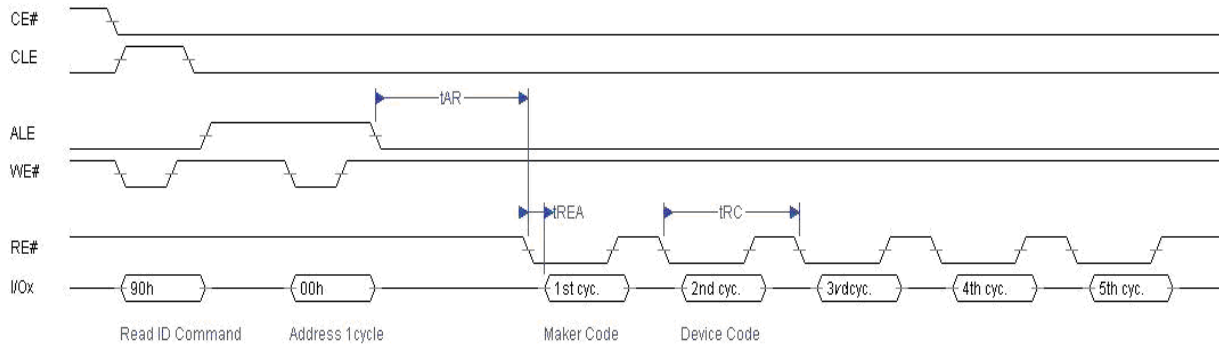 CE#
CLE
tAR
ALE
WE#
tREA
tRC
RE#
I/Ox
90h
00h
1st cyc.
2nd cyc.
3rdcyc.
4th cyc.
5th cyc.
Read ID Command
Address 1cycle
Maker Code
Device Code